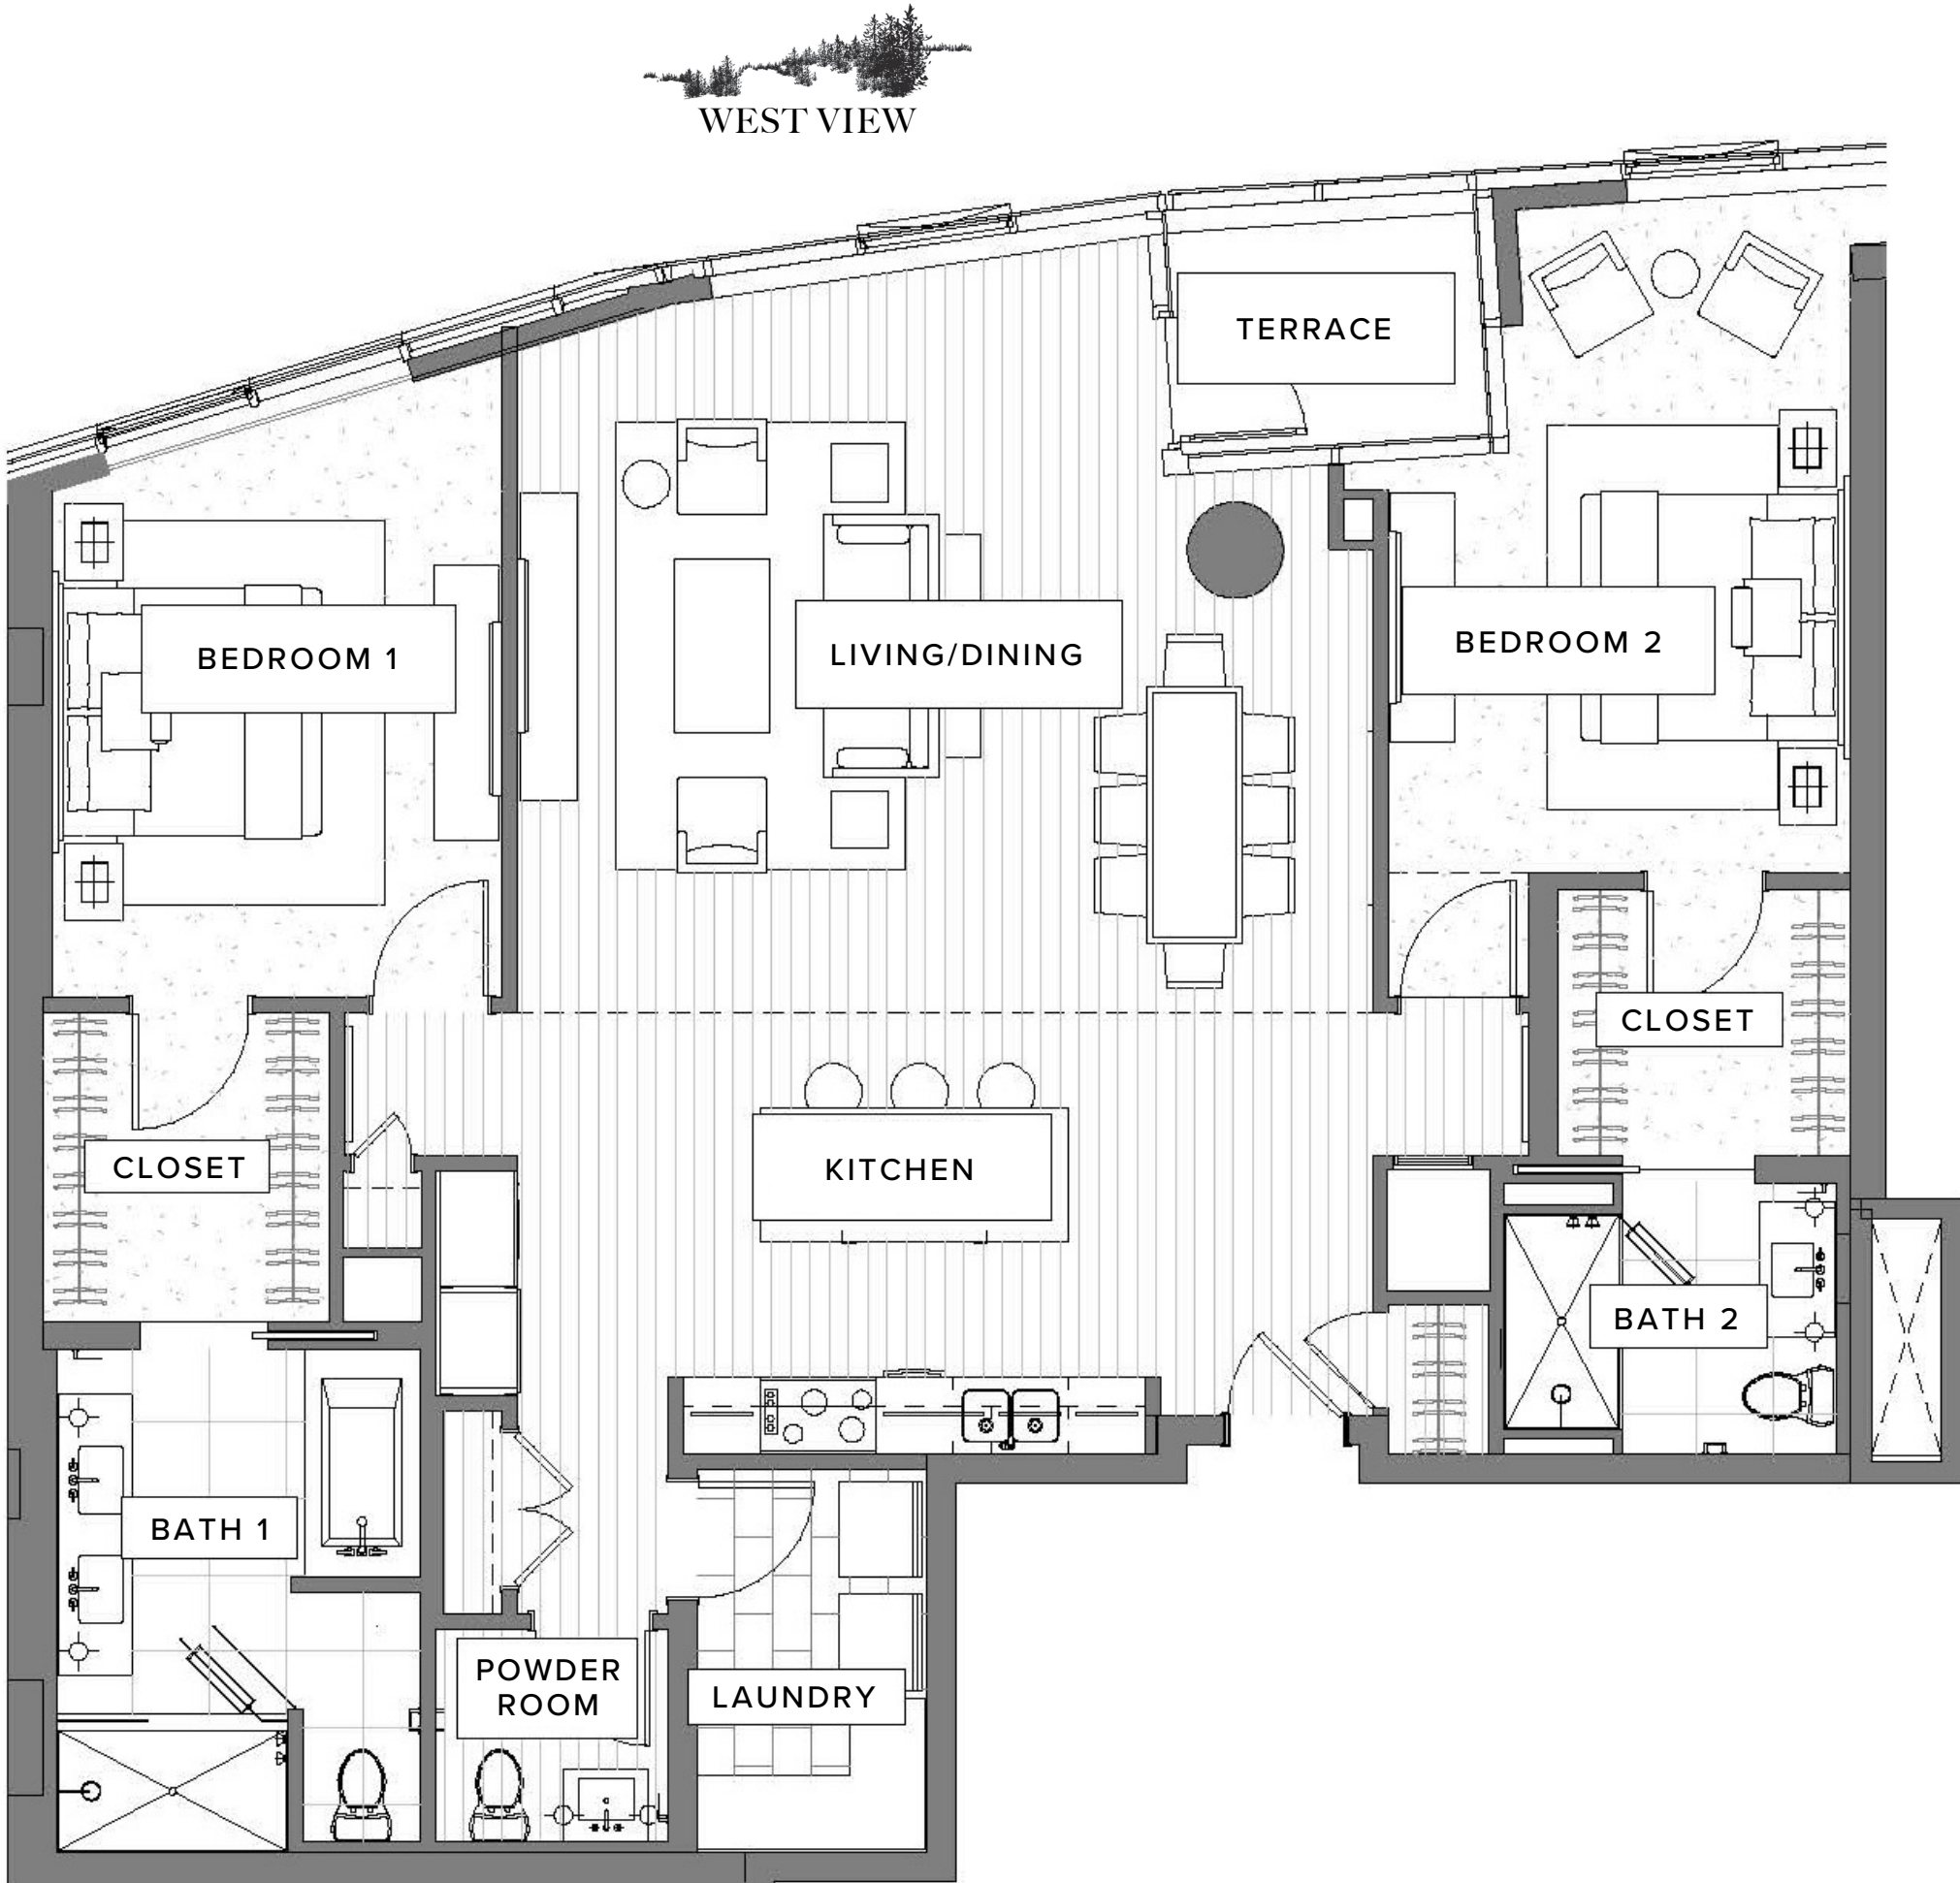 WEST VIEW
TERRACE
BEDROOM 1
LIVING/DINING
BEDROOM 2
CLOSET
CLOSET
KITCHEN
BATH 2
BATH 1
POWDER
ROOM
LAUNDRY